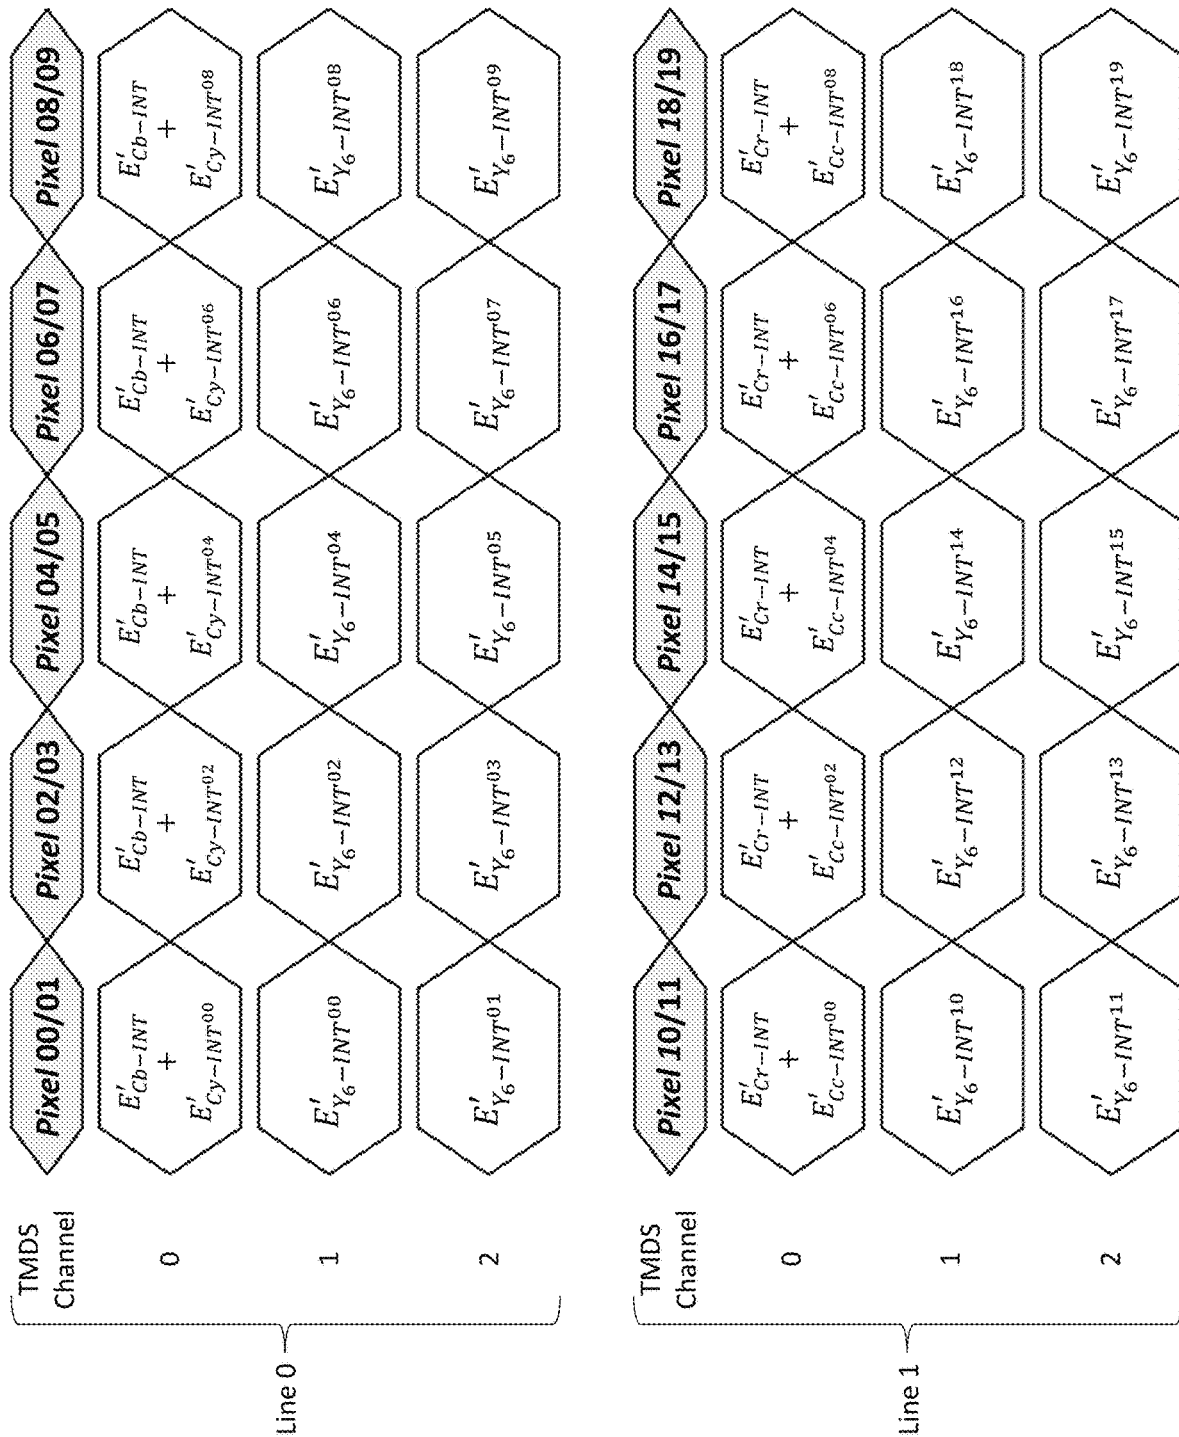 Line 0
TMDS Channel
Pixel 00/01 Pixel 02/03 Pixel 04/05 Pixel 06/07 Pixel 08/09
0
E′Cb−INT + E′Cy−INT⁰⁰
E′Cb−INT + E′Cy−INT⁰²
E′Cb−INT + E′Cy−INT⁰⁴
E′Cb−INT + E′Cy−INT⁰⁶
E′Cb−INT + E′Cy−INT⁰⁸
1
E′Y₆−INT⁰⁰
E′Y₆−INT⁰²
E′Y₆−INT⁰⁴
E′Y₆−INT⁰⁶
E′Y₆−INT⁰⁸
2
E′Y₆−INT⁰¹
E′Y₆−INT⁰³
E′Y₆−INT⁰⁵
E′Y₆−INT⁰⁷
E′Y₆−INT⁰⁹
Line 1
TMDS Channel
Pixel 10/11 Pixel 12/13 Pixel 14/15 Pixel 16/17 Pixel 18/19
0
E′Cr−INT + E′Cc−INT⁰⁰
E′Cr−INT + E′Cc−INT⁰²
E′Cr−INT + E′Cc−INT⁰⁴
E′Cr−INT + E′Cc−INT⁰⁶
E′Cr−INT + E′Cc−INT⁰⁸
1
E′Y₆−INT¹⁰
E′Y₆−INT¹²
E′Y₆−INT¹⁴
E′Y₆−INT¹⁶
E′Y₆−INT¹⁸
2
E′Y₆−INT¹¹
E′Y₆−INT¹³
E′Y₆−INT¹⁵
E′Y₆−INT¹⁷
E′Y₆−INT¹⁹